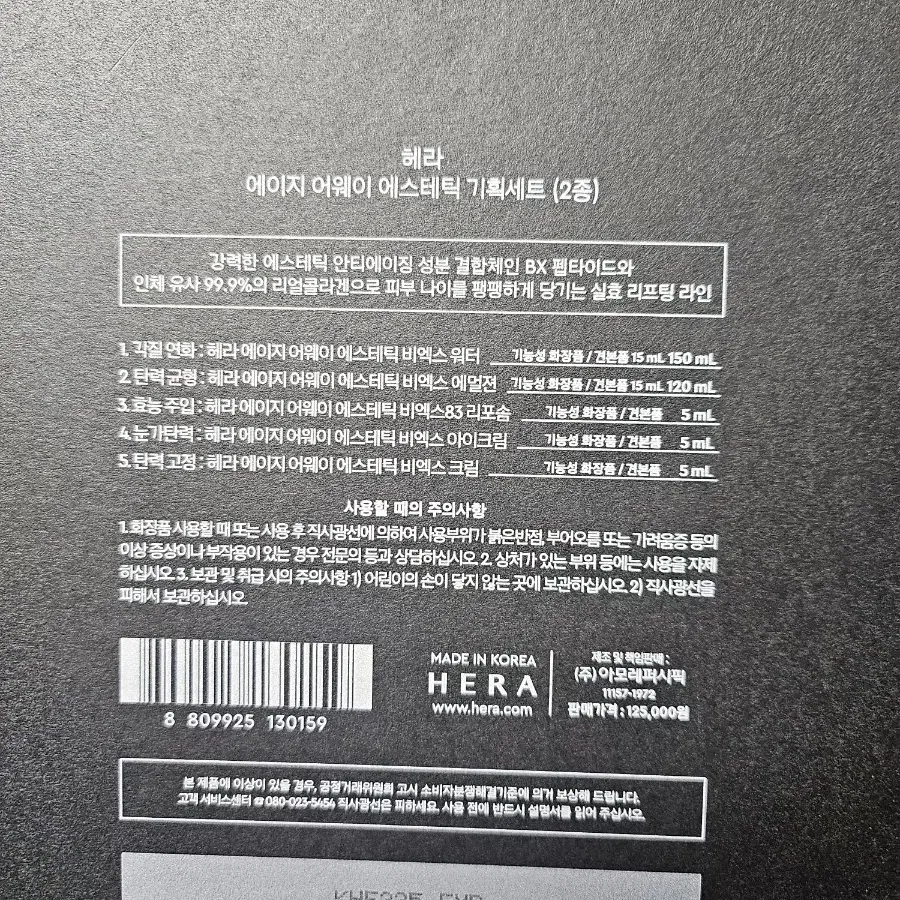 헤라
에이지 어웨이 에스테틱 기획세트 (2종)
강력한 에스테틱 안티에이징 성분 결합체인 BX 펩타이드와
인체 유사 99.9%의 리얼콜라겐으로 피부 나이를 팽팽하게 당기는 실효 리프팅 라인
1. 각질 연화 : 헤라 에이지 어웨이 에스테틱 비엑스 워터 기능성 화장품 / 견본품 15 mL 150 mL
2. 탄력 균형 : 헤라 에이지 어웨이 에스테틱 비엑스 에멀젼 기능성 화장품 / 견본품 15 mL 120 mL
3. 효능 주입 : 헤라 에이지 어웨이 에스테틱 비엑스83 리포솜 기능성 화장품 / 견본품 5 mL
4. 눈가탄력 : 헤라 에이지 어웨이 에스테틱 비엑스 아이크림 기능성 화장품 / 견본품 5 mL
5. 탄력 고정 : 헤라 에이지 어웨이 에스테틱 비엑스 크림 기능성 화장품 / 견본품 5 mL
사용할 때의 주의사항
1. 화장품 사용할 때 또는 사용 후 직사광선에 의하여 사용부위가 붉은반점, 부어오름 또는 가려움증 등의
이상 증상이나 부작용이 있는 경우 전문의 등과 상담하십시오. 2. 상처가 있는 부위 등에는 사용을 자제
하십시오. 3. 보관 및 취급 시의 주의사항 1) 어린이의 손이 닿지 않는 곳에 보관하십시오. 2) 직사광선을
피해서 보관하십시오.
8 809925 130159
MADE IN KOREA
HERA
www.hera.com
제조 및 책임판매 :
(주)아모레퍼시픽
11157-1972
판매가격 : 125,000원
본 제품에 이상이 있을 경우, 공정거래위원회 고시 소비자분쟁해결기준에 의거 보상해 드립니다.
고객 서비스센터 ☎ 080-023-5454 직사광선은 피하세요. 사용 전에 반드시 설명서를 읽어 주십시오.